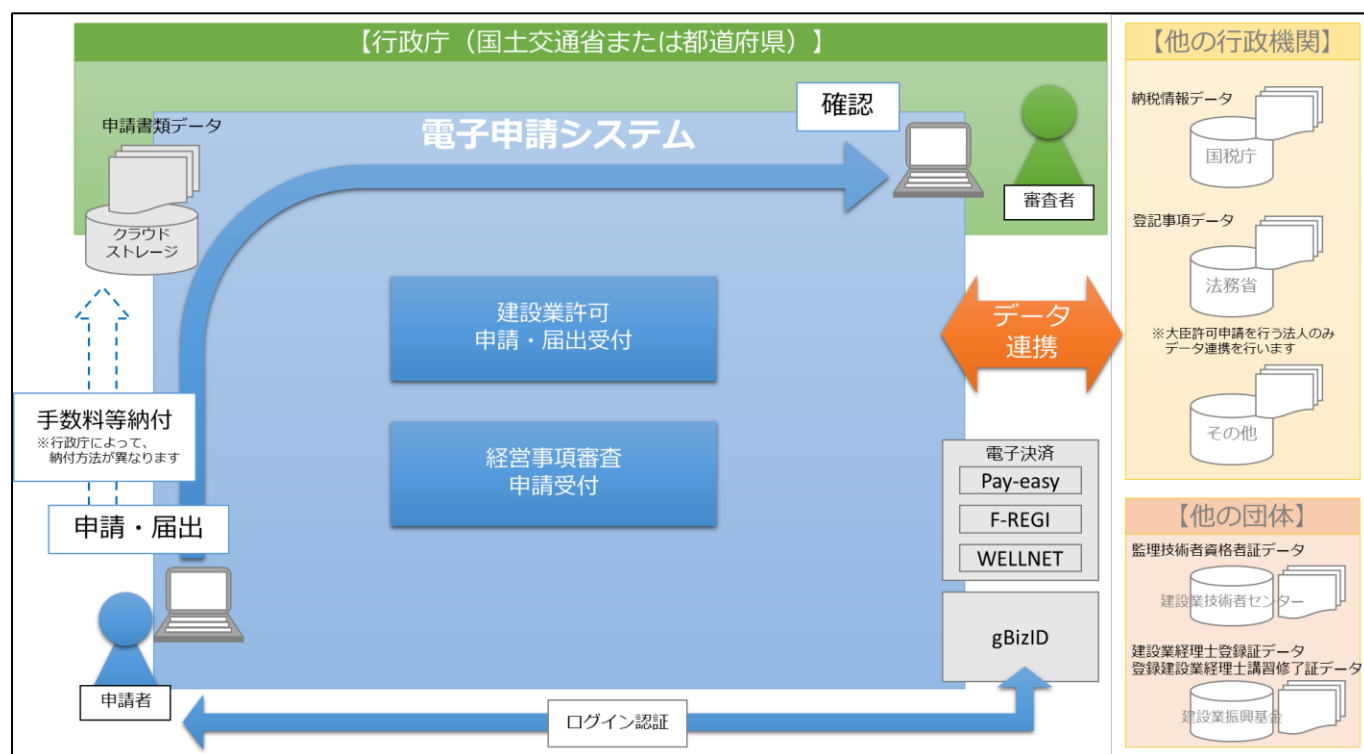 【行政庁（国土交通省または都道府県）】
申請書類データ
クラウド
ストレージ
電子申請システム
確認
審査者
建設業許可
申請・届出受付
経営事項審査
申請受付
手数料等納付
※行政庁によって、
納付方法が異なります
申請・届出
申請者
ログイン認証
データ
連携
電子決済
Pay-easy
F-REGI
WELLNET
gBizID
【他の行政機関】
納税情報データ
国税庁
登記事項データ
法務省
※大臣許可申請を行う法人のみ
データ連携を行います
その他
【他の団体】
監理技術者資格者証データ
建設業技術者センター
建設業経理士登録証データ
登録建設業経理士講習修了証データ
建設業振興基金